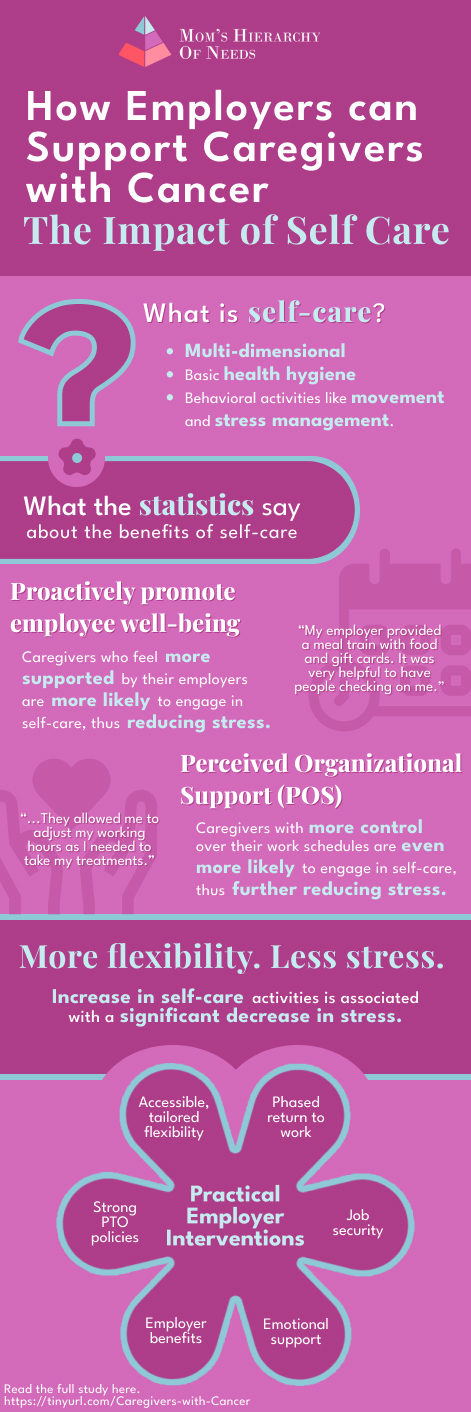 MOM'S HIERARCHY
OF NEEDS
How Employers can
Support Caregivers
with Cancer
The Impact of Self Care
What is self-care?
• Multi-dimensional
• Basic health hygiene
• Behavioral activities like movement
and stress management.
What the statistics say
about the benefits of self-care
Proactively promote
employee well-being
Caregivers who feel more
supported by their employers
are more likely to engage in
self-care, thus reducing stress.
“My employer provided
a meal train with food
and gift cards. It was
very helpful to have
people checking on me.”
Perceived Organizational
Support (POS)
Caregivers with more control
over their work schedules are even
more likely to engage in self-care,
thus further reducing stress.
“...They allowed me to
adjust my working
hours as I needed to
take my treatments.”
More flexibility. Less stress.
Increase in self-care activities is associated
with a significant decrease in stress.
Accessible,
tailored
flexibility
Phased
return to
work
Strong
PTO
policies
Practical
Employer
Interventions
Job
security
Employer
benefits
Emotional
support
Read the full study here.
https://tinyurl.com/Caregivers-with-Cancer